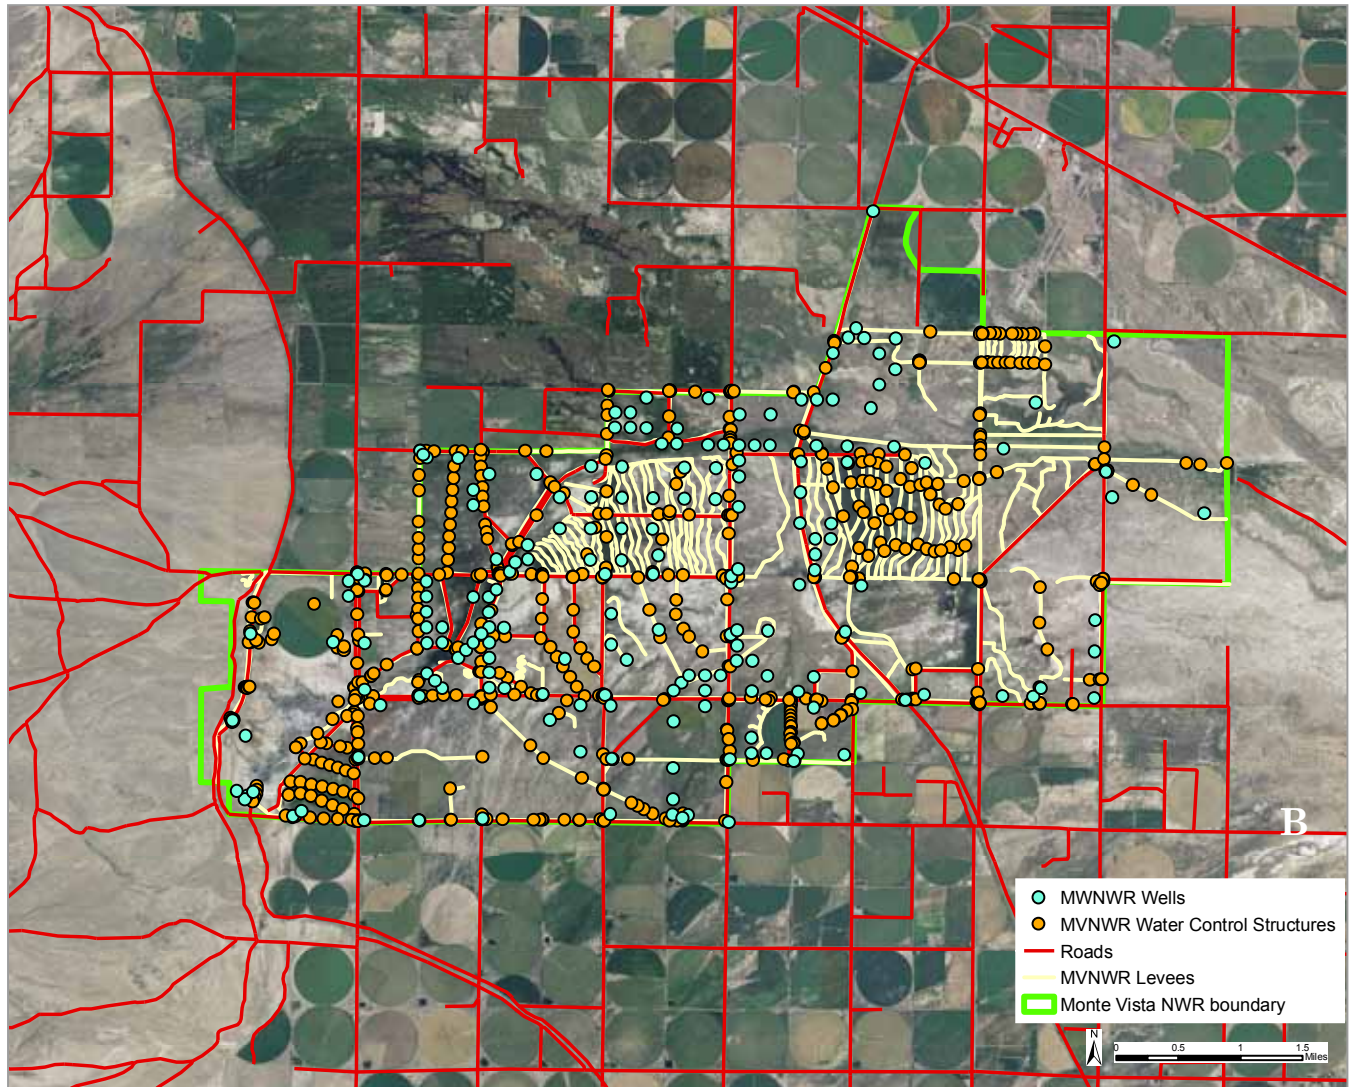 B
MWNWR Wells
MVNWR Water Control Structures
Roads
MVNWR Levees
Monte Vista NWR boundary
N
0 0.5 1 1.5
Miles